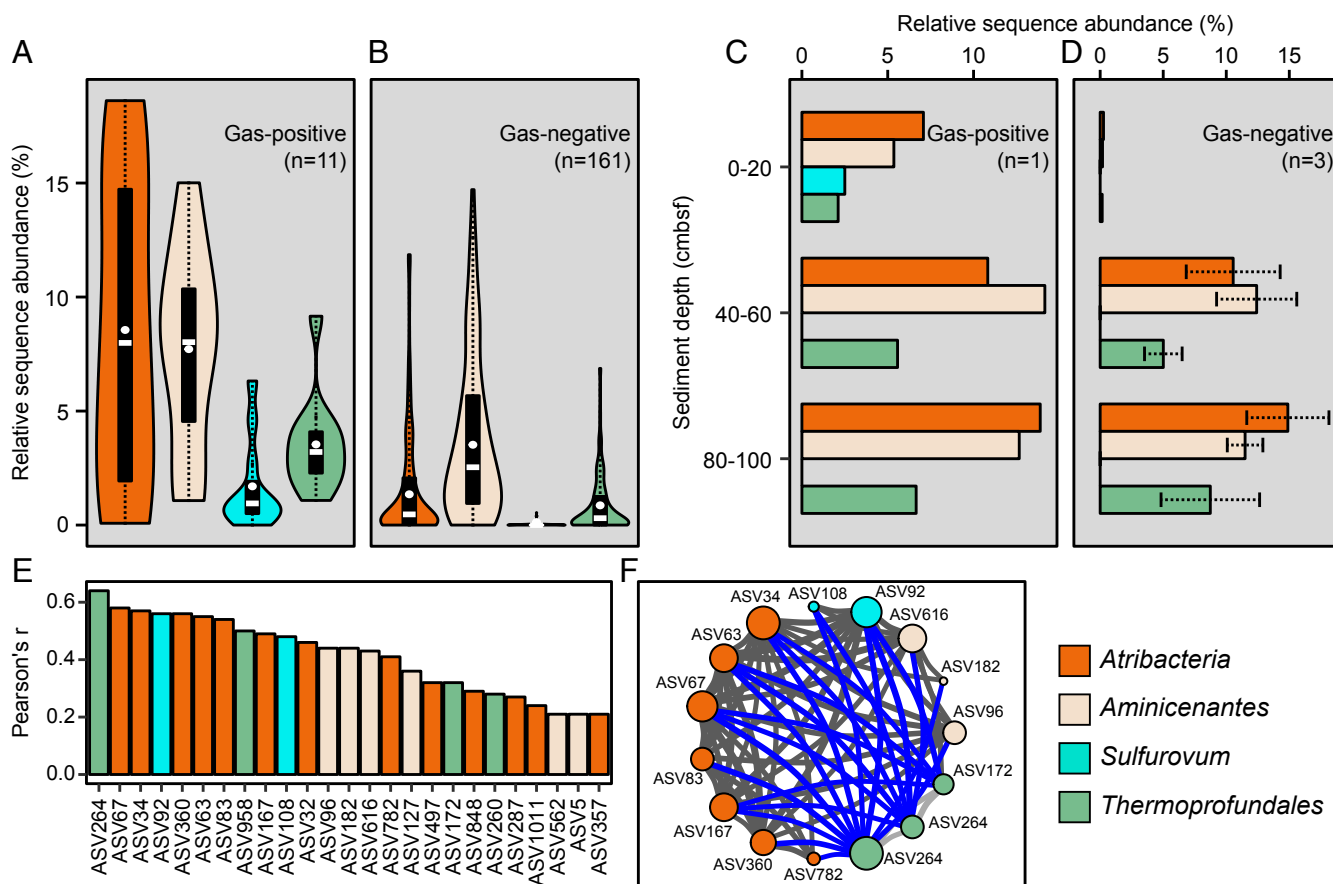 Relative sequence abundance (%)
A
B
C
D
0
5
10
0
5
10
15
Relative sequence abundance (%)
15
10
5
0
Gas-positive
(n=11)
Gas-negative
(n=161)
Sediment depth (cmbsf)
0-20
40-60
80-100
Gas-positive
(n=1)
Gas-negative
(n=3)
E
Pearson's r
0.6
0.4
0.2
0.0
ASV264
ASV67
ASV34
ASV92
ASV360
ASV63
ASV83
ASV958
ASV167
ASV108
ASV32
ASV96
ASV182
ASV616
ASV782
ASV127
ASV497
ASV172
ASV848
ASV260
ASV287
ASV1011
ASV562
ASV5
ASV357
F
ASV108
ASV92
ASV34
ASV616
ASV63
ASV182
ASV67
ASV96
ASV83
ASV172
ASV167
ASV264
ASV360
ASV264
ASV782
Atribacteria
Aminicenantes
Sulfurovum
Thermoprofundales